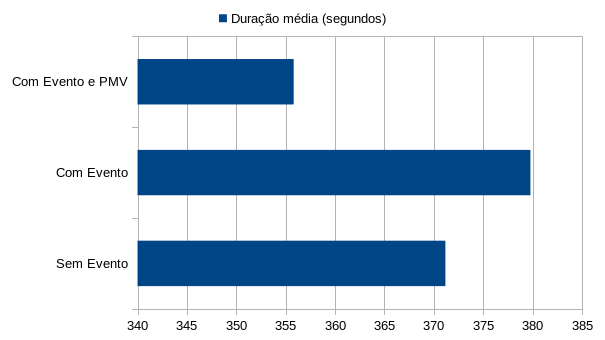 Duração média (segundos)
Com Evento e PMV
Com Evento
Sem Evento
340 345 350 355 360 365 370 375 380 385